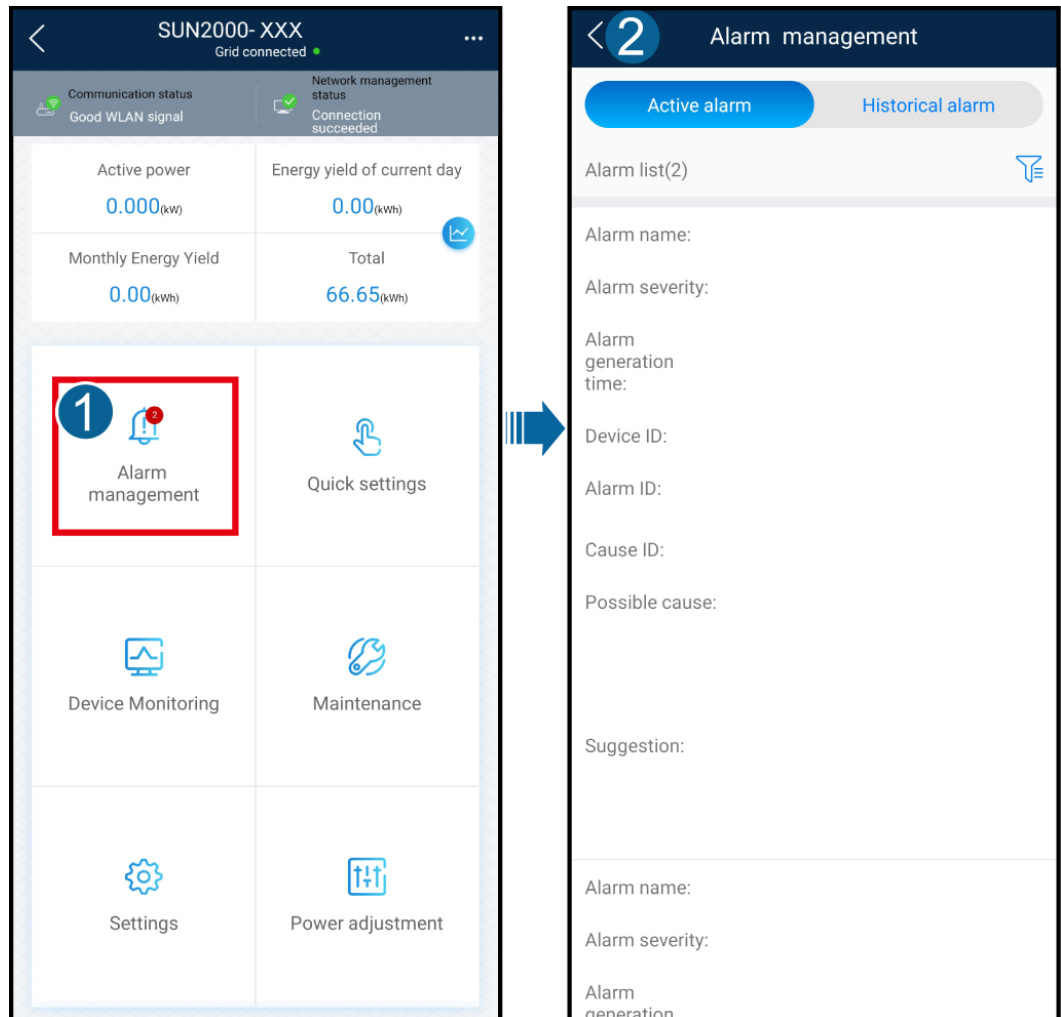 SUN2000- XXX
Grid connected
Communication status
Good WLAN signal
Network management
status
Connection
succeeded
Active power
0.000(kW)
Energy yield of current day
0.00(kWh)
Monthly Energy Yield
0.00(kWh)
Total
66.65(kWh)
1
2
Alarm
management
Quick settings
Device Monitoring
Maintenance
Settings
Power adjustment
2
Alarm management
Active alarm
Historical alarm
Alarm list(2)
Alarm name:
Alarm severity:
Alarm
generation
time:
Device ID:
Alarm ID:
Cause ID:
Possible cause:
Suggestion:
Alarm name:
Alarm severity:
Alarm
generation